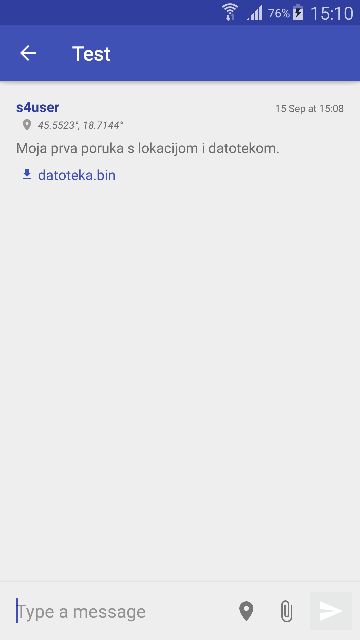 76% 15:10
Test
s4user 15 Sep at 15:08
45.5523°, 18.7144°
Moja prva poruka s lokacijom i datotekom.
datoteka.bin
Type a message